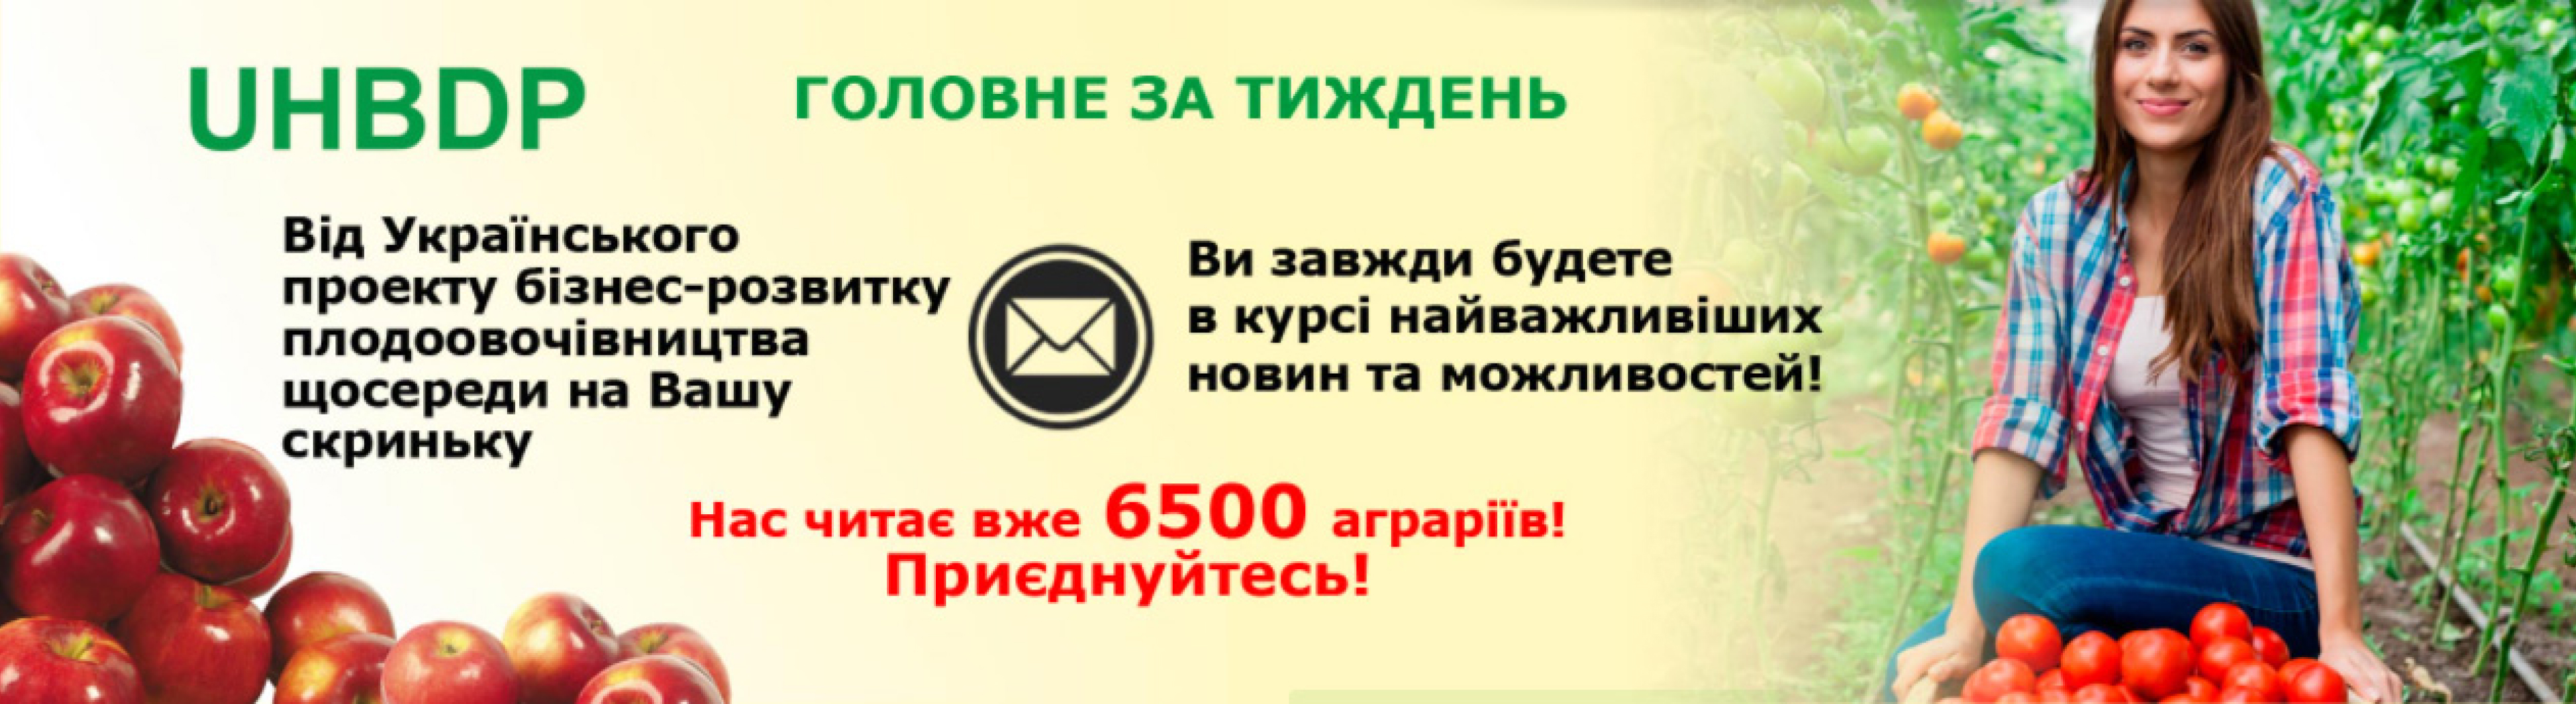 UHBDP
ГОЛОВНЕ ЗА ТИЖДЕНЬ
Від Українського
проекту бізнес-розвитку
плодоовочівництва
щосереди на Вашу
скриньку
Ви завжди будете
в курсі найважливіших
новин та можливостей!
Нас читає вже 6500 аграріїв!
Приєднуйтесь!